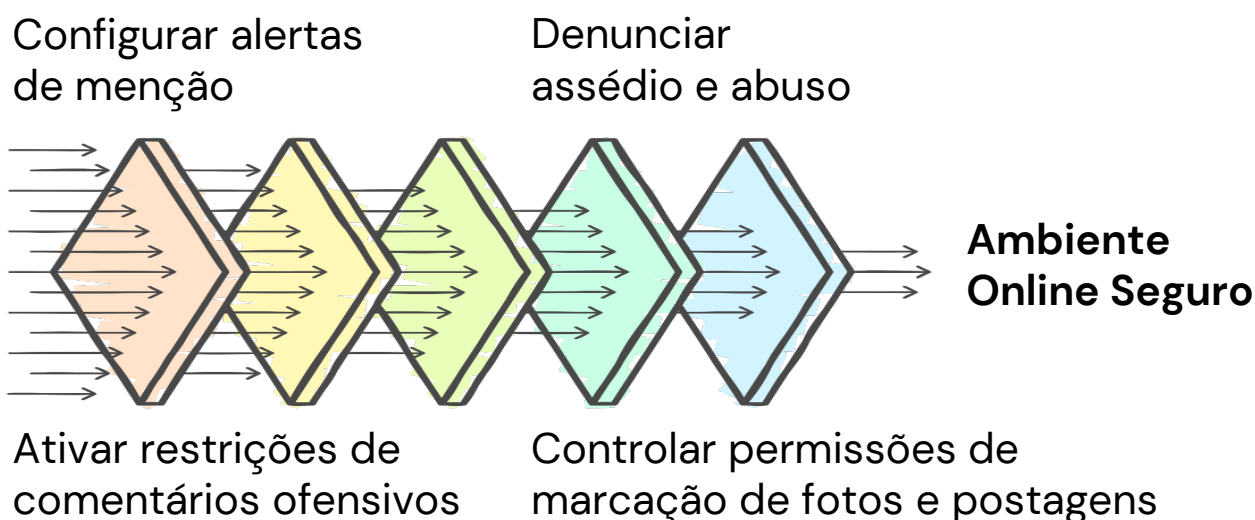 Configurar alertas
de menção
Denunciar
assédio e abuso
Ambiente
Online Seguro
Ativar restrições de
comentários ofensivos
Controlar permissões de
marcação de fotos e postagens